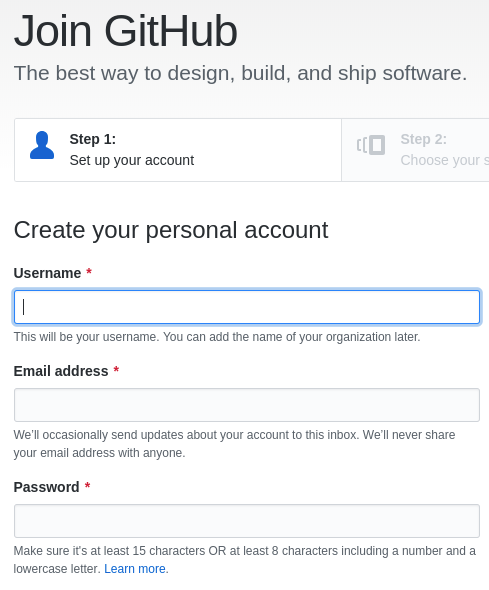 Join GitHub
The best way to design, build, and ship software.
Step 1:
Set up your account
Step 2:
Choose your s
Create your personal account
Username *
This will be your username. You can add the name of your organization later.
Email address *
We’ll occasionally send updates about your account to this inbox. We’ll never share
your email address with anyone.
Password *
Make sure it's at least 15 characters OR at least 8 characters including a number and a
lowercase letter. Learn more.